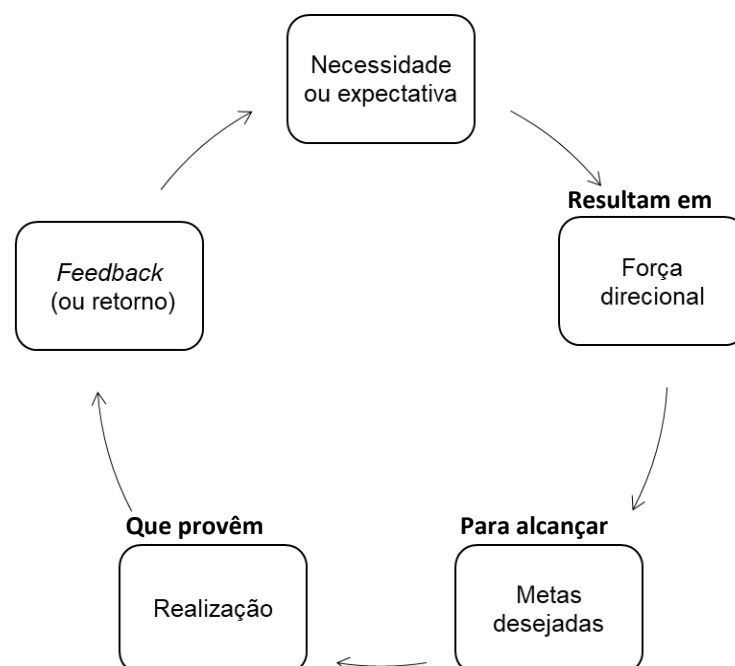 Necessidade
ou expectativa
Resultam em
Força
direcional
Para alcançar
Metas
desejadas
Que provêm
Realização
Feedback
(ou retorno)